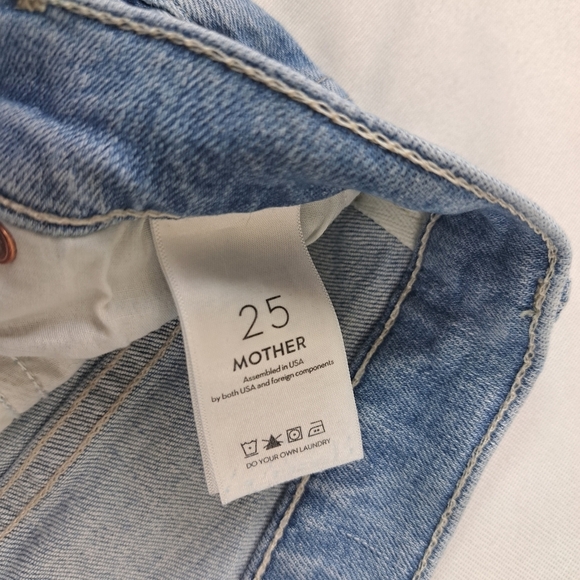 25
MOTHER
Assembled in USA
by both USA and foreign components
DO YOUR OWN LAUNDRY